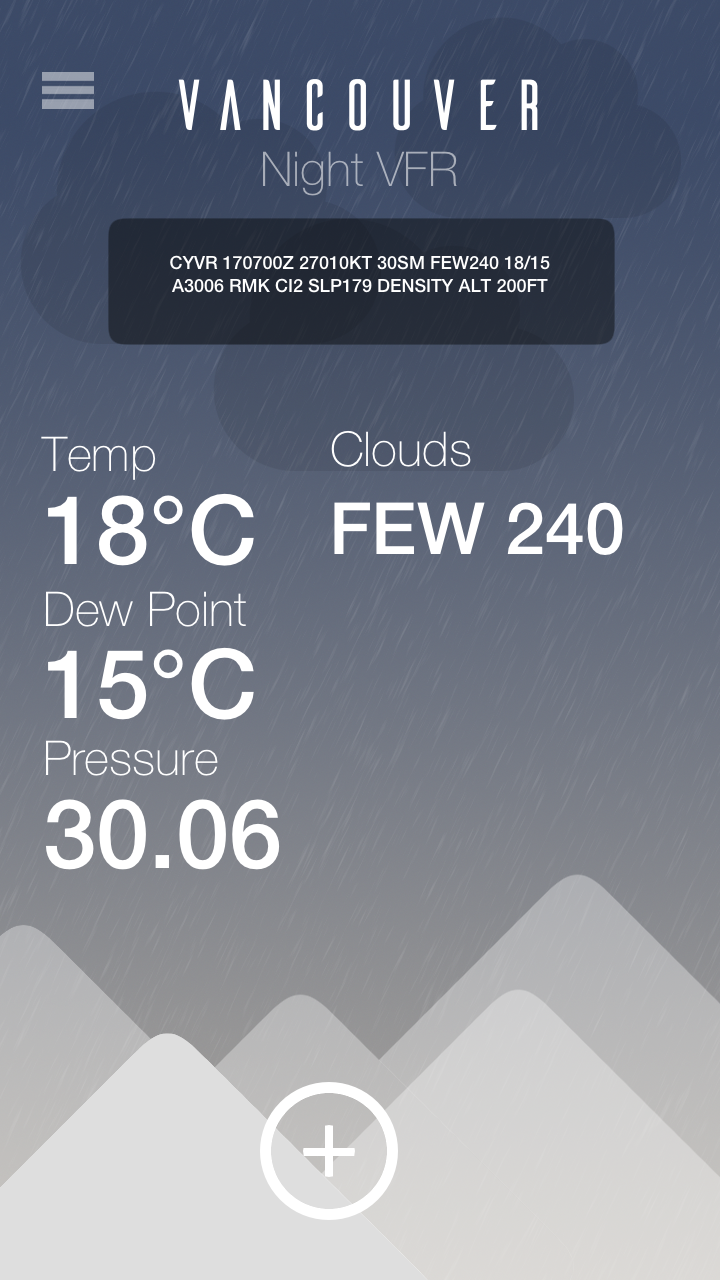 VANCOUVER
Night VFR
CYVR 170700Z 27010KT 30SM FEW240 18/15
A3006 RMK CI2 SLP179 DENSITY ALT 200FT
Temp
18°C
Dew Point
15°C
Pressure
30.06
Clouds
FEW 240